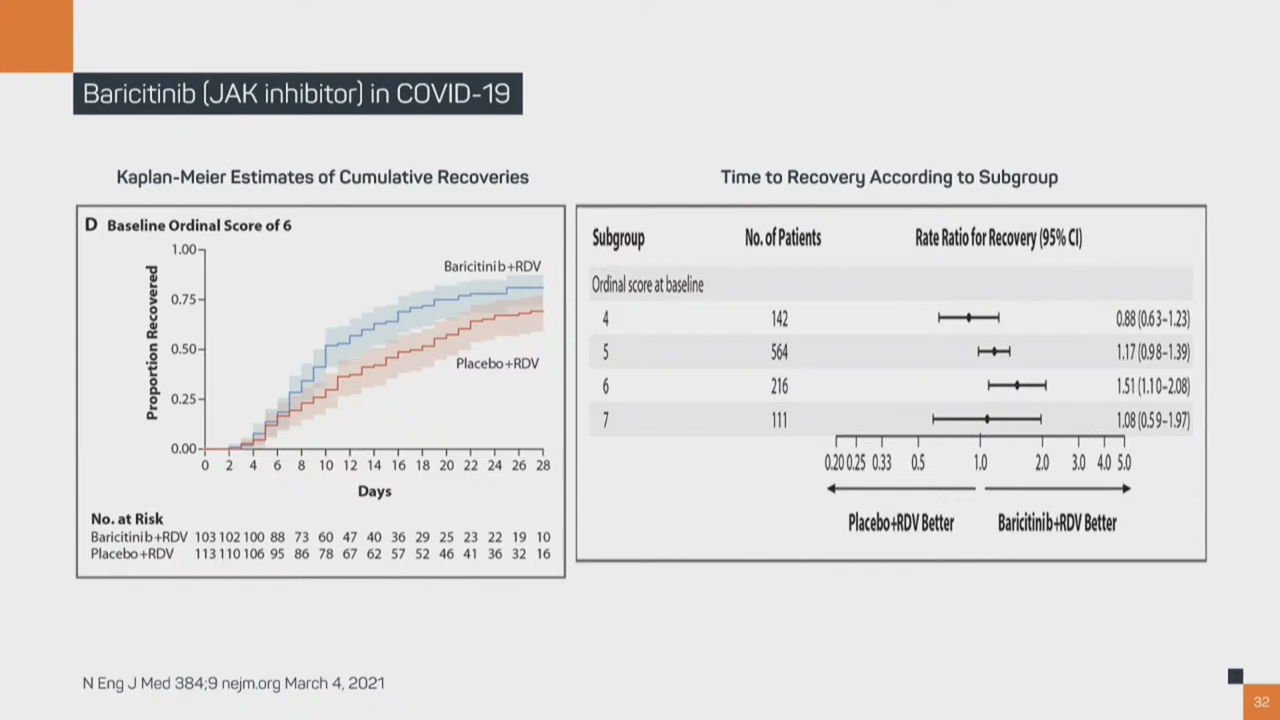 Baricitinib (JAK inhibitor) in COVID-19
Kaplan-Meier Estimates of Cumulative Recoveries
D Baseline Ordinal Score of 6
Proportion Recovered
1.00
0.75
0.50
0.25
0.00
Baricitinib+RDV
Placebo+RDV
0 2 4 6 8 10 12 14 16 18 20 22 24 26 28
Days
No. at Risk
Baricitinib+RDV 103 102 100 88 73 60 47 40 36 29 25 23 22 19 10
Placebo+RDV 113 110 106 95 86 78 67 62 57 52 46 41 36 32 16
Time to Recovery According to Subgroup
Subgroup No. of Patients Rate Ratio for Recovery (95% CI)
Ordinal score at baseline
4 142 0.88 (0.63–1.23)
5 564 1.17 (0.98–1.39)
6 216 1.51 (1.10–2.08)
7 111 1.08 (0.59–1.97)
0.20 0.25 0.33 0.5 1.0 2.0 3.0 4.0 5.0
Placebo+RDV Better Baricitinib+RDV Better
N Eng J Med 384;9 nejm.org March 4, 2021
32